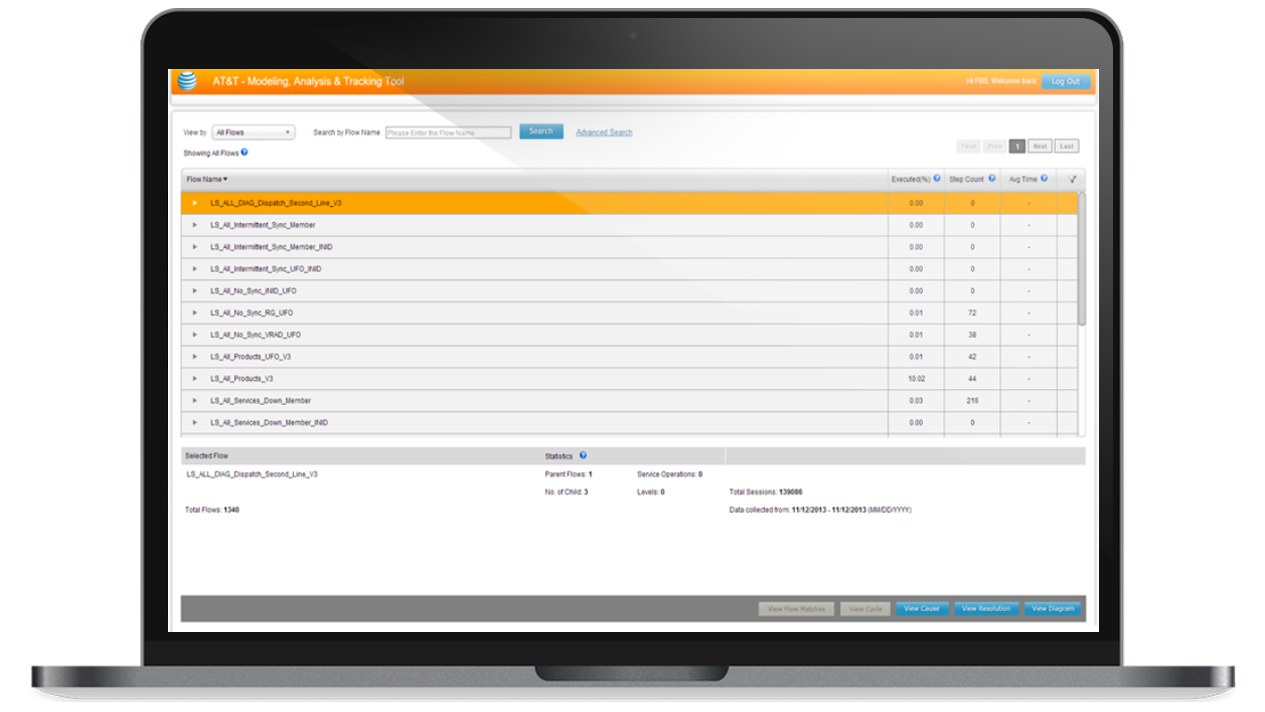 AT&T - Modeling, Analysis & Tracking Tool
Welcome back Log Out
View by All Flows Search by Flow Name Please Enter the Flow Name Search Advanced Search
First Prev 1 Next Last
Showing All Flows
Flow Name Executed(%) Step Count Avg Time
LS_ALL_DIAG_Dispatch_Second_Line_V3 0.00 0 -
LS_All_Intermittent_Sync_Member 0.00 0 -
LS_All_Intermittent_Sync_Member_INID 0.00 0 -
LS_All_Intermittent_Sync_UFO_INID 0.00 0 -
LS_All_No_Sync_INID_UFO 0.00 0 -
LS_All_No_Sync_RG_UFO 0.01 72 -
LS_All_No_Sync_VRAD_UFO 0.01 38 -
LS_All_Products_UFO_V3 0.01 42 -
LS_All_Products_V3 10.02 44 -
LS_All_Services_Down_Member 0.03 216 -
LS_All_Services_Down_Member_INID 0.00 0 -
Selected Flow Statistics
LS_ALL_DIAG_Dispatch_Second_Line_V3 Parent Flows: 1 Service Operations: 0
No. of Child: 3 Levels: 0 Total Sessions: 139086
Total Flows: 1340 Data collected from: 11/12/2013 - 11/12/2013 (MM/DD/YYYY)
View Flow Matches View Cycle View Cause View Resolution View Diagram